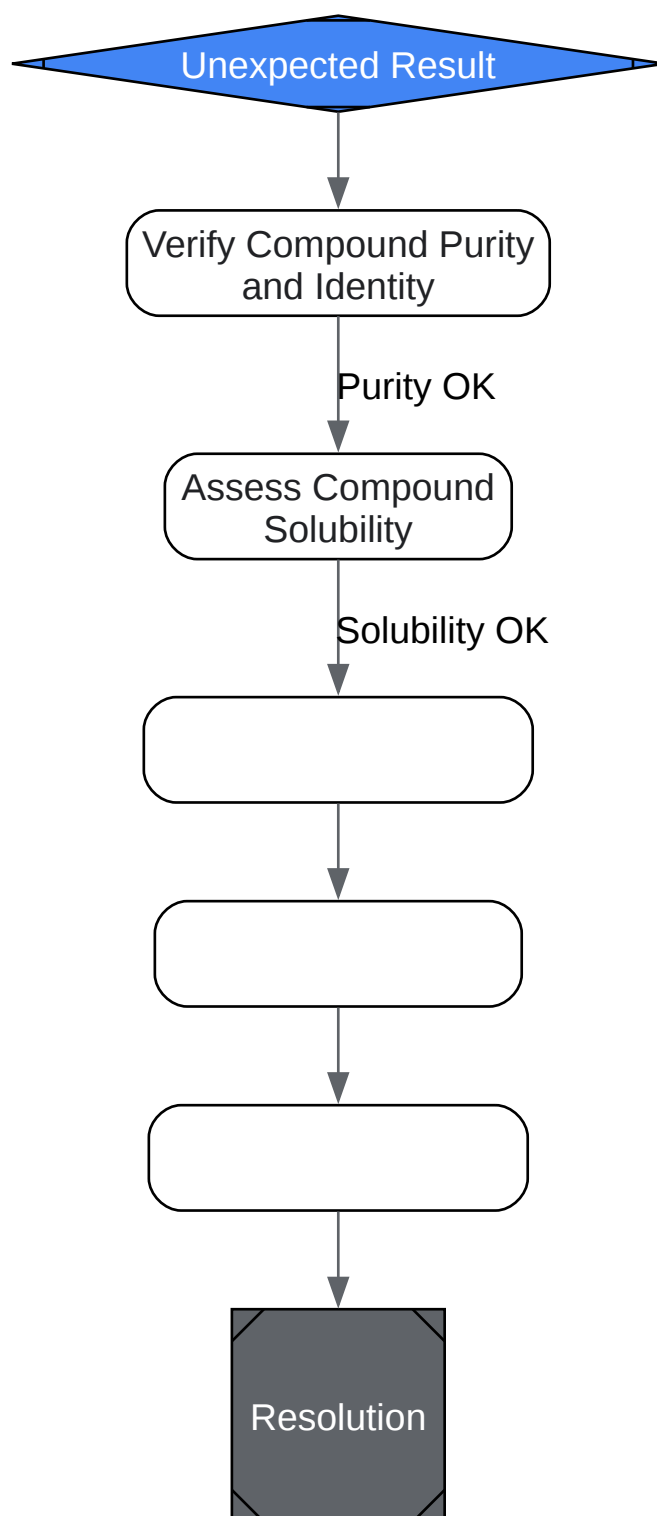 Unexpected Result
Verify Compound Purity
and Identity
Purity OK
Assess Compound
Solubility
Solubility OK
Resolution